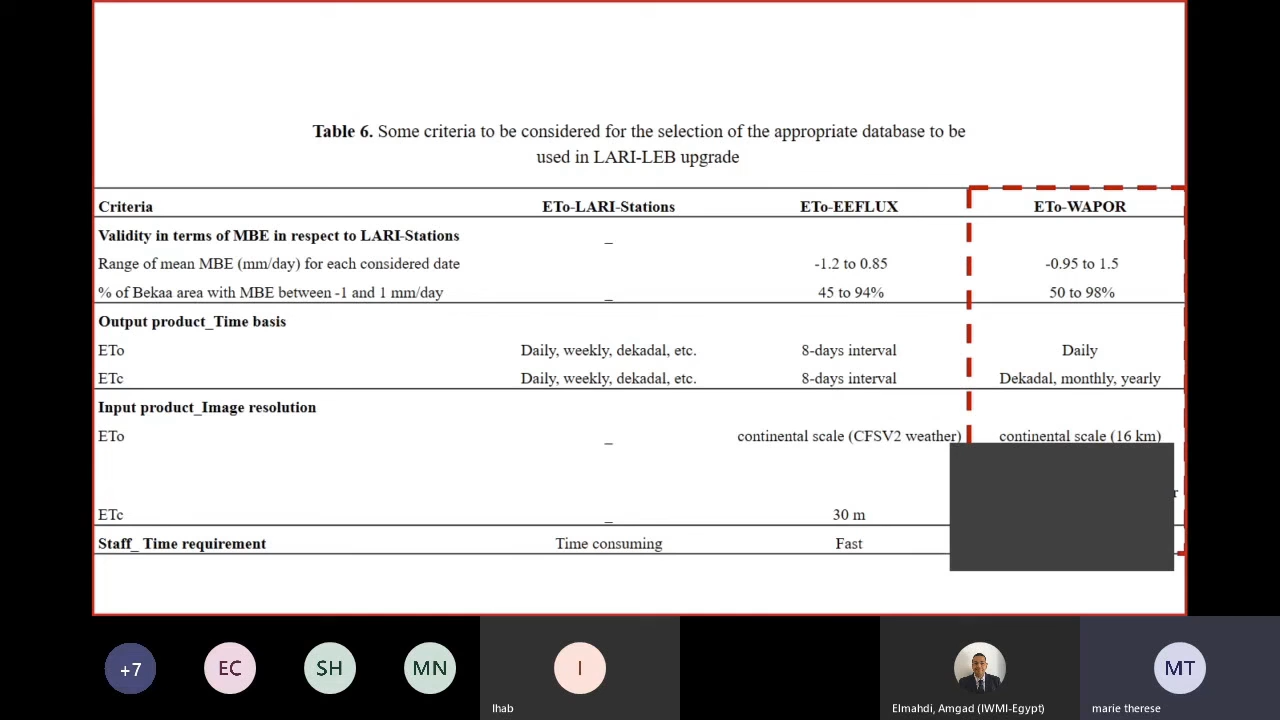 Table 6. Some criteria to be considered for the selection of the appropriate database to be
used in LARI-LEB upgrade
Criteria ETo-LARI-Stations ETo-EEFLUX ETo-WAPOR
Validity in terms of MBE in respect to LARI-Stations _
Range of mean MBE (mm/day) for each considered date -1.2 to 0.85 -0.95 to 1.5
% of Bekaa area with MBE between -1 and 1 mm/day _ 45 to 94% 50 to 98%
Output product_Time basis
ETo Daily, weekly, dekadal, etc. 8-days interval Daily
ETc Daily, weekly, dekadal, etc. 8-days interval Dekadal, monthly, yearly
Input product_Image resolution
ETo _ continental scale (CFSV2 weather) continental scale (16 km)
ETc _ 30 m
Staff_ Time requirement Time consuming Fast
+7 EC SH MN I MT
Ihab Elmahdi, Amgad (IWMI-Egypt) marie therese